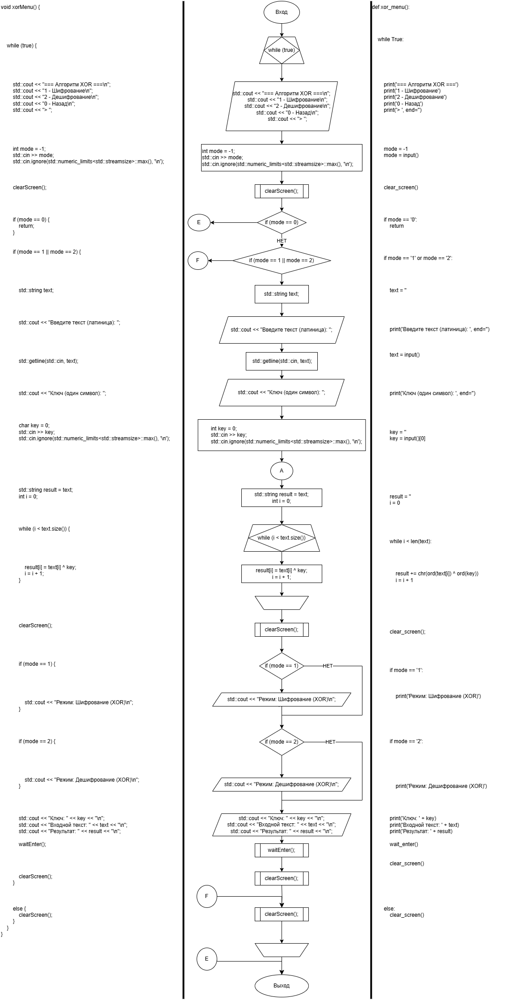 void xorMenu() {
while (true) {
std::cout << "=== Алгоритм XOR ===\n";
std::cout << "1 - Шифрование\n";
std::cout << "2 - Дешифрование\n";
std::cout << "0 - Назад\n";
std::cout << "> ";
int mode = -1;
std::cin >> mode;
std::cin.ignore(std::numeric_limits<std::streamsize>::max(), '\n');
clearScreen();
if (mode == 0) {
return;
}
if (mode == 1 || mode == 2) {
std::string text;
std::cout << "Введите текст (латиница): ";
std::getline(std::cin, text);
std::cout << "Ключ (один символ): ";
char key = 0;
std::cin >> key;
std::cin.ignore(std::numeric_limits<std::streamsize>::max(), '\n');
std::string result = text;
int i = 0;
while (i < text.size()) {
result[i] = text[i] ^ key;
i = i + 1;
}
clearScreen();
if (mode == 1) {
std::cout << "Режим: Шифрование (XOR)\n";
}
if (mode == 2) {
std::cout << "Режим: Дешифрование (XOR)\n";
}
std::cout << "Ключ: " << key << "\n";
std::cout << "Входной текст: " << text << "\n";
std::cout << "Результат: " << result << "\n";
waitEnter();
clearScreen();
}
else {
clearScreen();
}
}
}
Вход
while (true)
std::cout << "=== Алгоритм XOR ===\n";
std::cout << "1 - Шифрование\n";
std::cout << "2 - Дешифрование\n";
std::cout << "0 - Назад\n";
std::cout << "> ";
int mode = -1;
std::cin >> mode;
std::cin.ignore(std::numeric_limits<std::streamsize>::max(), '\n');
clearScreen();
E
if (mode == 0)
НЕТ
F
if (mode == 1 || mode == 2)
std::string text;
std::cout << "Введите текст (латиница): ";
std::getline(std::cin, text);
std::cout << "Ключ (один символ): ";
int key = 0;
std::cin >> key;
std::cin.ignore(std::numeric_limits<std::streamsize>::max(), '\n');
A
std::string result = text;
int i = 0;
while (i < text.size())
result[i] = text[i] ^ key;
i = i + 1;
clearScreen();
if (mode == 1)
НЕТ
std::cout << "Режим: Шифрование (XOR)\n";
if (mode == 2)
НЕТ
std::cout << "Режим: Дешифрование (XOR)\n";
std::cout << "Ключ: " << key << "\n";
std::cout << "Входной текст: " << text << "\n";
std::cout << "Результат: " << result << "\n";
waitEnter();
clearScreen();
F
clearScreen();
E
Выход
def xor_menu():
while True:
print('=== Алгоритм XOR ===')
print('1 - Шифрование')
print('2 - Дешифрование')
print('0 - Назад')
print('> ', end='')
mode = -1
mode = input()
clear_screen()
if mode == '0':
return
if mode == '1' or mode == '2':
text = ''
print('Введите текст (латиница): ', end='')
text = input()
print('Ключ (один символ): ', end='')
key = ''
key = input()[0]
result = ''
i = 0
while i < len(text):
result += chr(ord(text[i]) ^ ord(key))
i = i + 1
clear_screen();
if mode == '1':
print('Режим: Шифрование (XOR)')
if mode == '2':
print('Режим: Дешифрование (XOR)')
print('Ключ: ' + key)
print('Входной текст: ' + text)
print('Результат: ' + result)
wait_enter()
clear_screen()
else:
clear_screen()